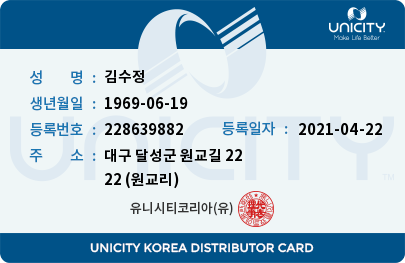 UNICITY
Make Life Better
성 명 : 김수정
생년월일 : 1969-06-19
등록번호 : 228639882 등록일자 : 2021-04-22
주 소 : 대구 달성군 원교길 22
22 (원교리)
UNICITY TM
유니시티코리아(유)
UNICITY KOREA DISTRIBUTOR CARD